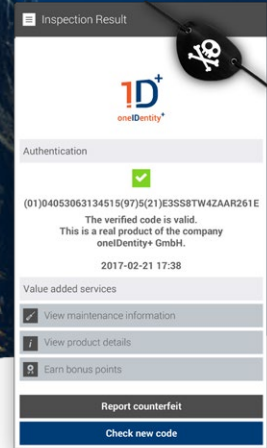 Inspection Result
1D+
oneIDentity+
Authentication
(01)04053063134515(97)5(21)E3SS8TW4ZAAR261E
The verified code is valid.
This is a real product of the company
oneIDentity+ GmbH.
2017-02-21 17:38
Value added services
View maintenance information
i View product details
Earn bonus points
Report counterfeit
Check new code